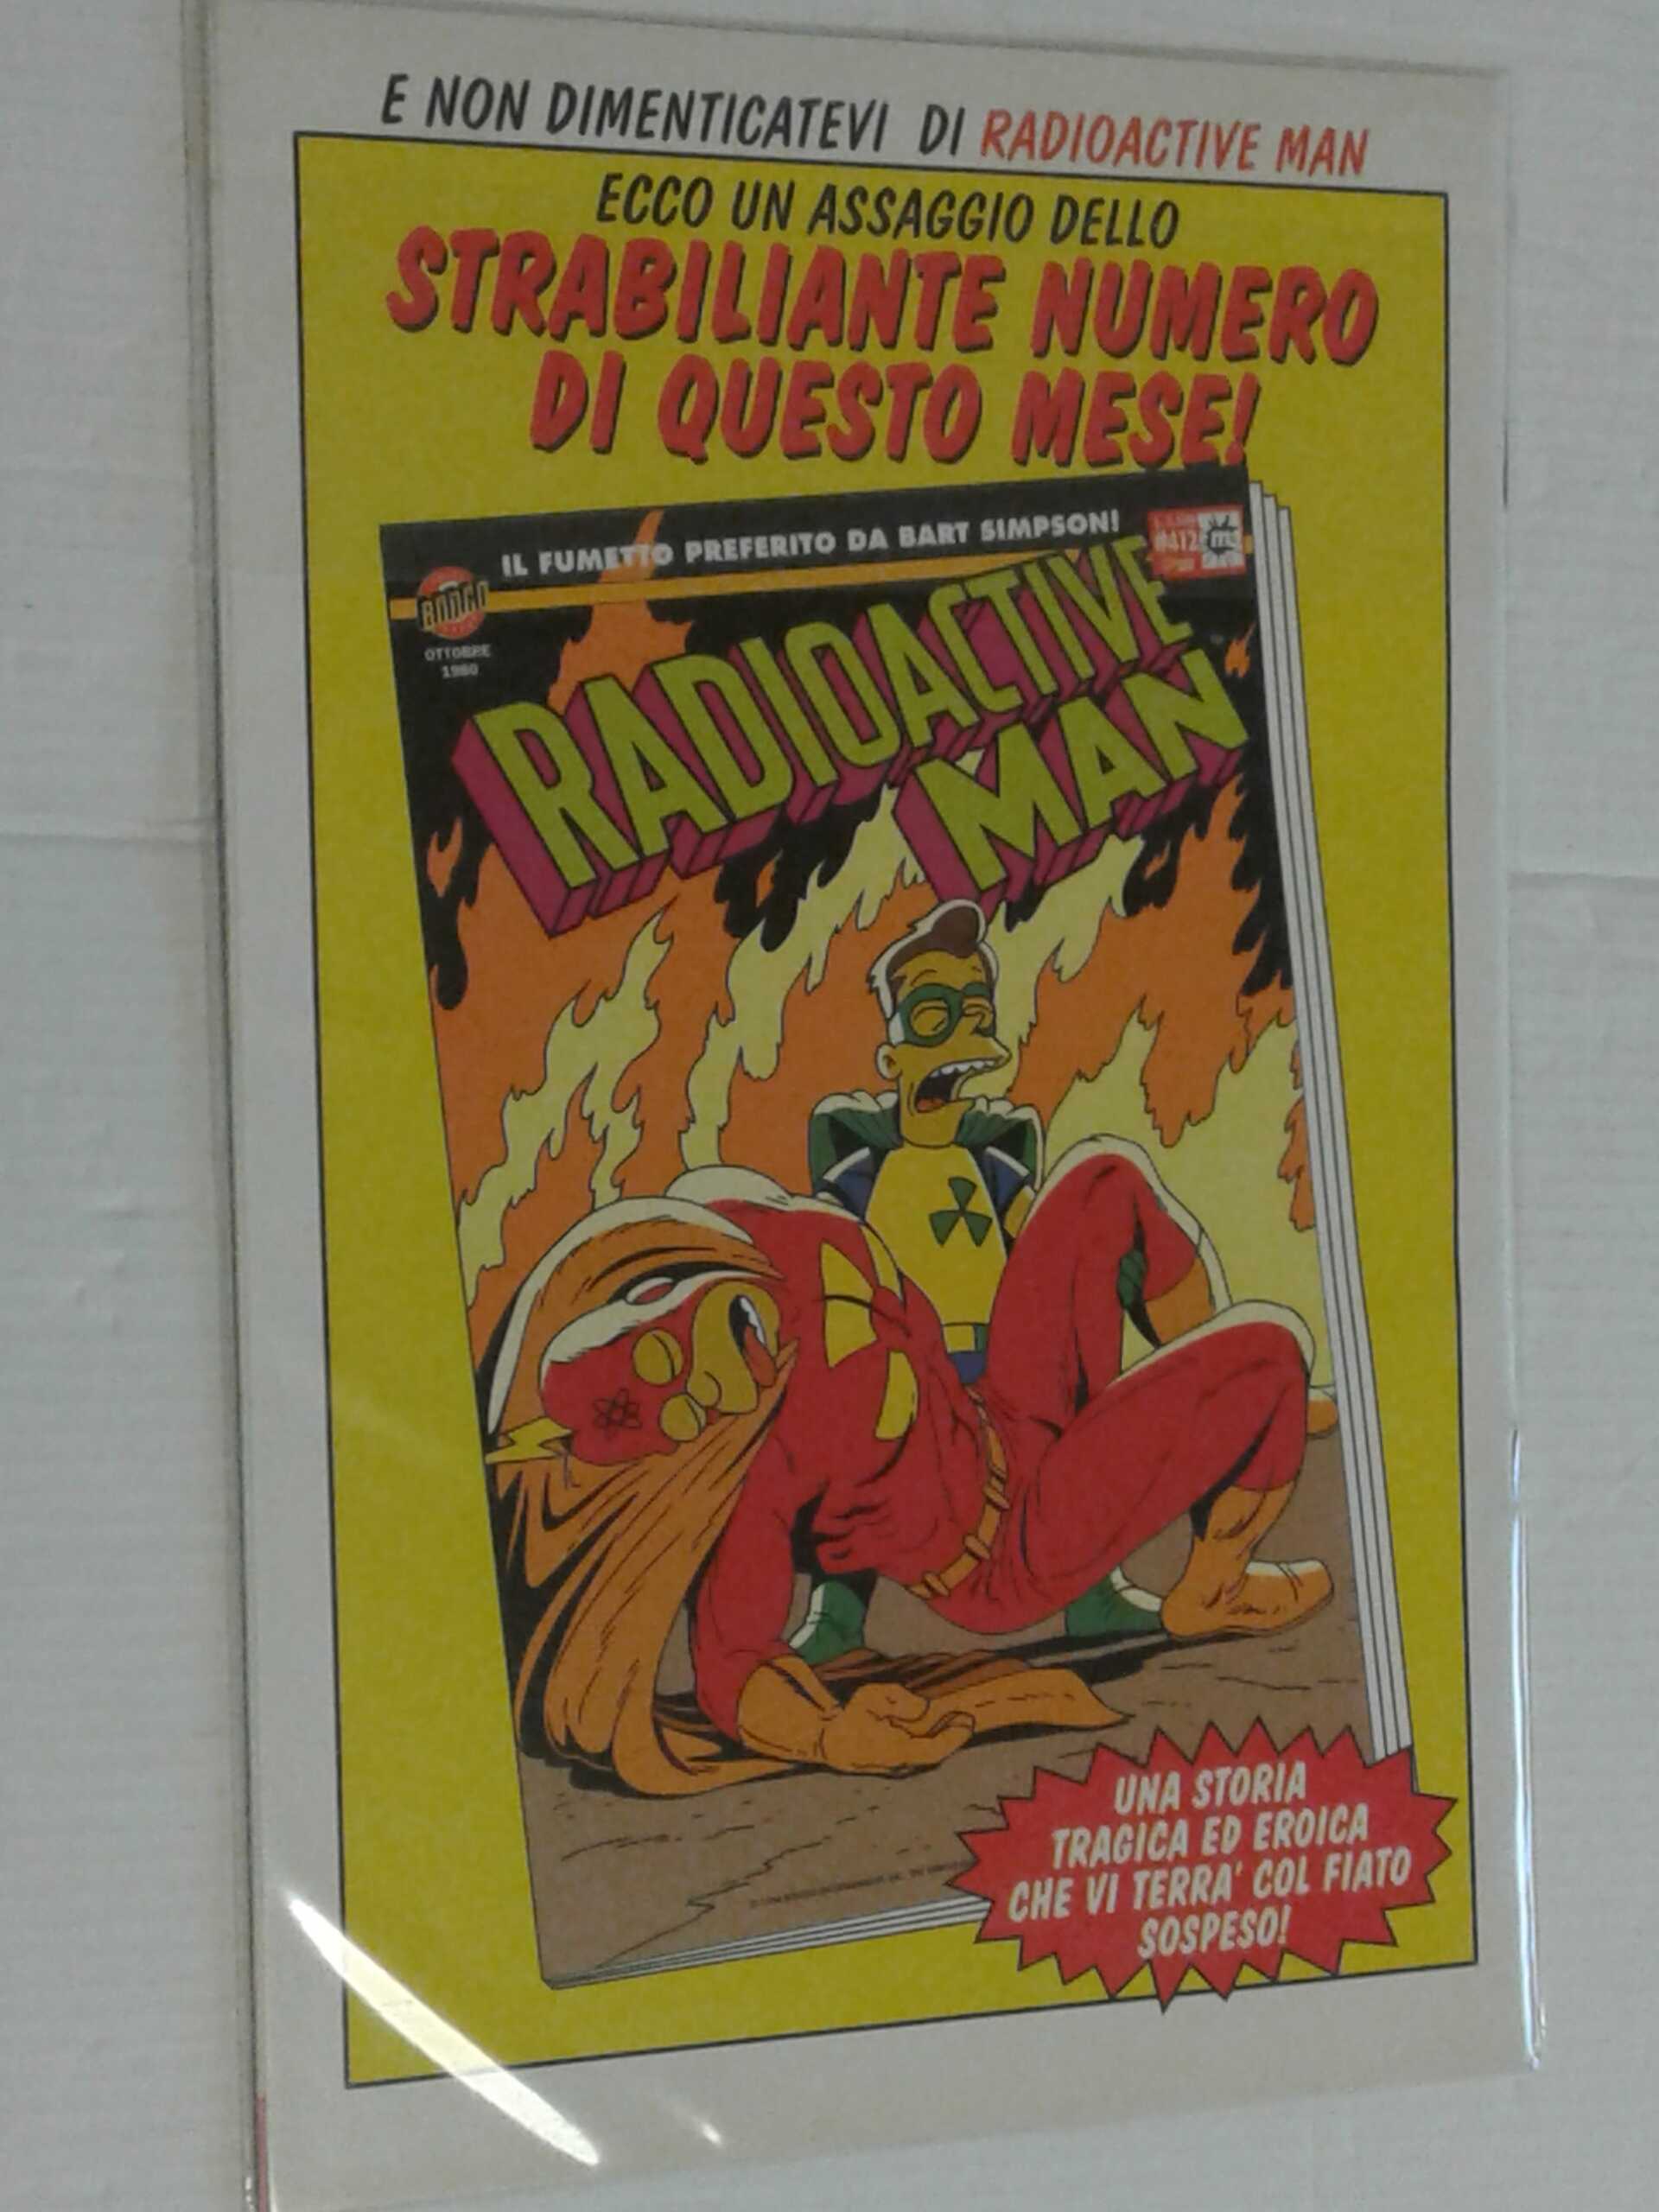 E NON DIMENTICATEVI DI RADIOACTIVE MAN
ECCO UN ASSAGGIO DELLO
STRABILIANTE NUMERO
DI QUESTO MESE!
IL FUMETTO PREFERITO DA BART SIMPSON!
#412
BONGO
OTTOBRE
1980
RADIOACTIVE
MAN
UNA STORIA
TRAGICA ED EROICA
CHE VI TERRA' COL FIATO
SOSPESO!